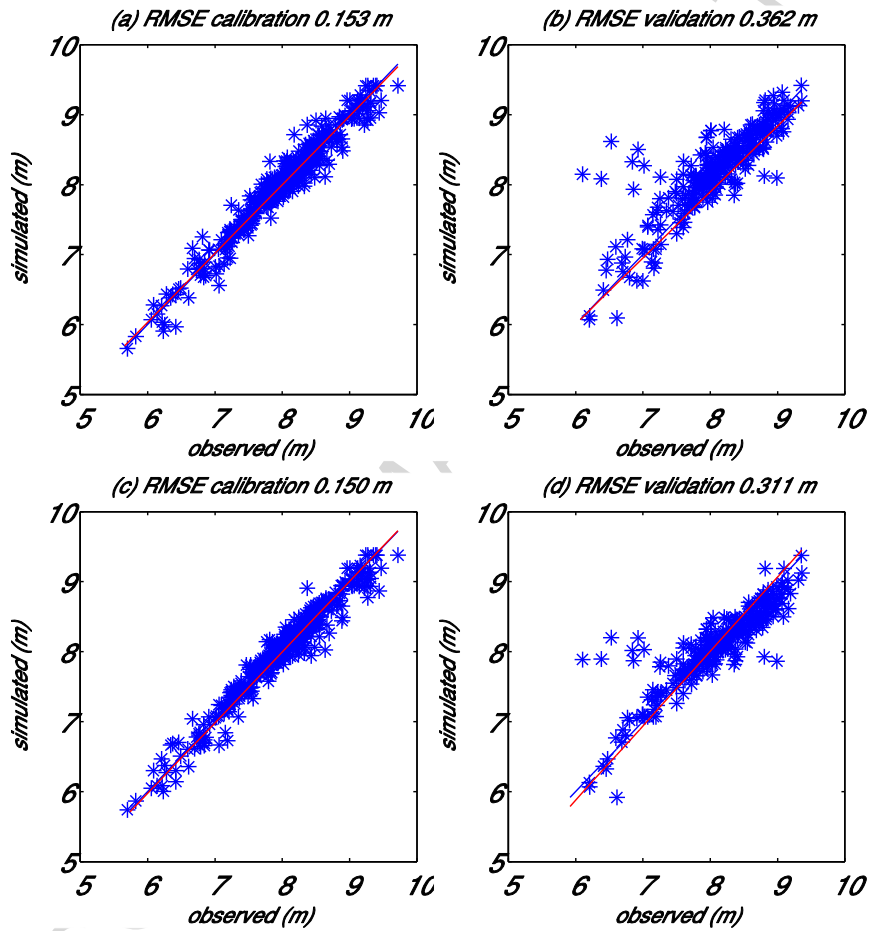 (a) RMSE calibration 0.153 m
10
9
8
7
6
5
simulated (m)
5 6 7 8 9 10
observed (m)
(b) RMSE validation 0.362 m
10
9
8
7
6
5
simulated (m)
5 6 7 8 9 10
observed (m)
(c) RMSE calibration 0.150 m
10
9
8
7
6
5
simulated (m)
5 6 7 8 9 10
observed (m)
(d) RMSE validation 0.311 m
10
9
8
7
6
5
simulated (m)
5 6 7 8 9 10
observed (m)